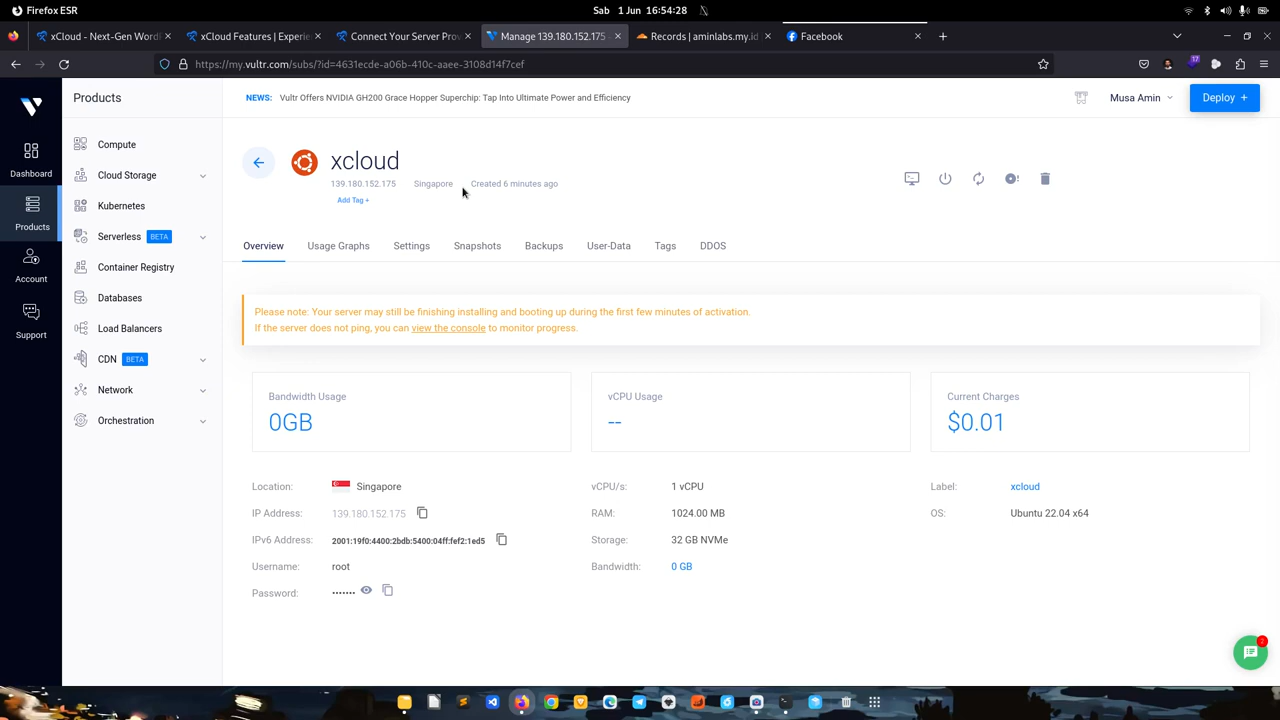 Firefox ESR
Sab 1 Jun 16:54:28
xCloud - Next-Gen Word
xCloud Features | Experie
Connect Your Server Prov
Manage 139.180.152.175 -
Records | aminlabs.my.id
Facebook
https://my.vultr.com/subs/?id=4631ecde-a06b-410c-aaee-3108d14f7cef
17
Products
NEWS: Vultr Offers NVIDIA GH200 Grace Hopper Superchip: Tap Into Ultimate Power and Efficiency
Musa Amin
Deploy +
Dashboard
Products
Account
Support
Compute
Cloud Storage
Kubernetes
Serverless BETA
Container Registry
Databases
Load Balancers
CDN BETA
Network
Orchestration
xcloud
139.180.152.175 Singapore Created 6 minutes ago
Add Tag +
Overview Usage Graphs Settings Snapshots Backups User-Data Tags DDOS
Please note: Your server may still be finishing installing and booting up during the first few minutes of activation.
If the server does not ping, you can view the console to monitor progress.
Bandwidth Usage
0GB
vCPU Usage
--
Current Charges
$0.01
Location: Singapore
IP Address: 139.180.152.175
IPv6 Address: 2001:19f0:4400:2bdb:5400:04ff:fef2:1ed5
Username: root
Password: •••••••
vCPU/s: 1 vCPU
RAM: 1024.00 MB
Storage: 32 GB NVMe
Bandwidth: 0 GB
Label: xcloud
OS: Ubuntu 22.04 x64
2